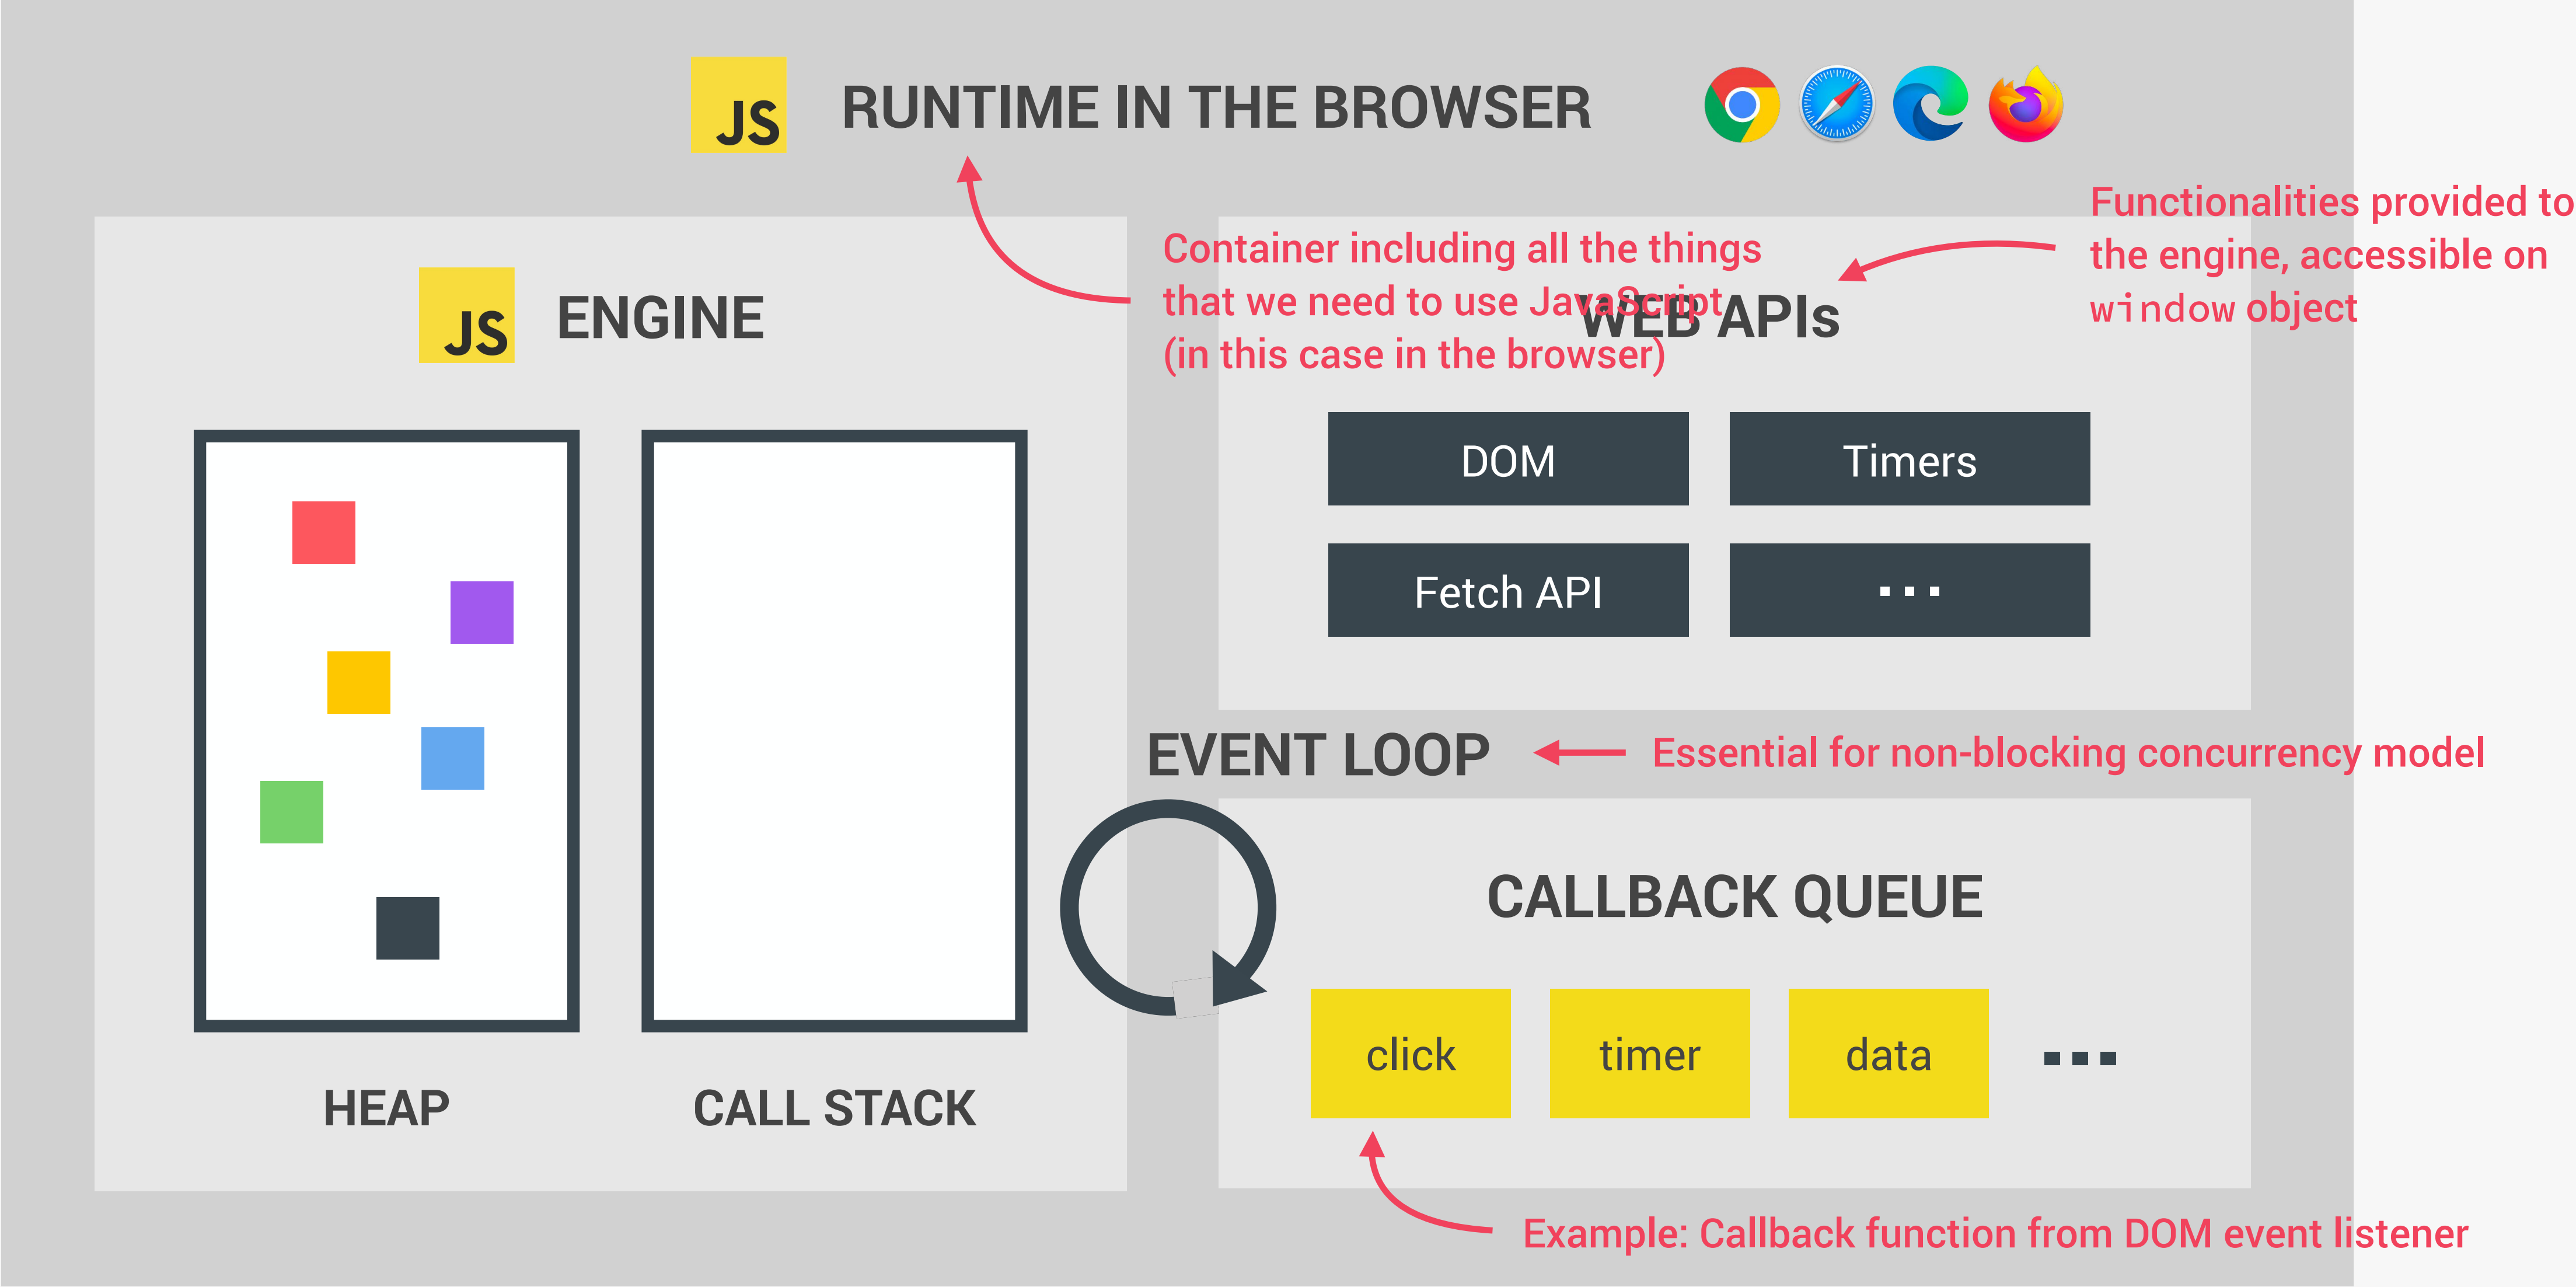 JS
RUNTIME IN THE BROWSER
Functionalities provided to
the engine, accessible on
window object
Container including all the things
that we need to use JavaScript
(in this case in the browser)
JS
ENGINE
WEB APIs
DOM
Timers
Fetch API
...
EVENT LOOP
Essential for non-blocking concurrency model
CALLBACK QUEUE
click
timer
data
...
HEAP
CALL STACK
Example: Callback function from DOM event listener